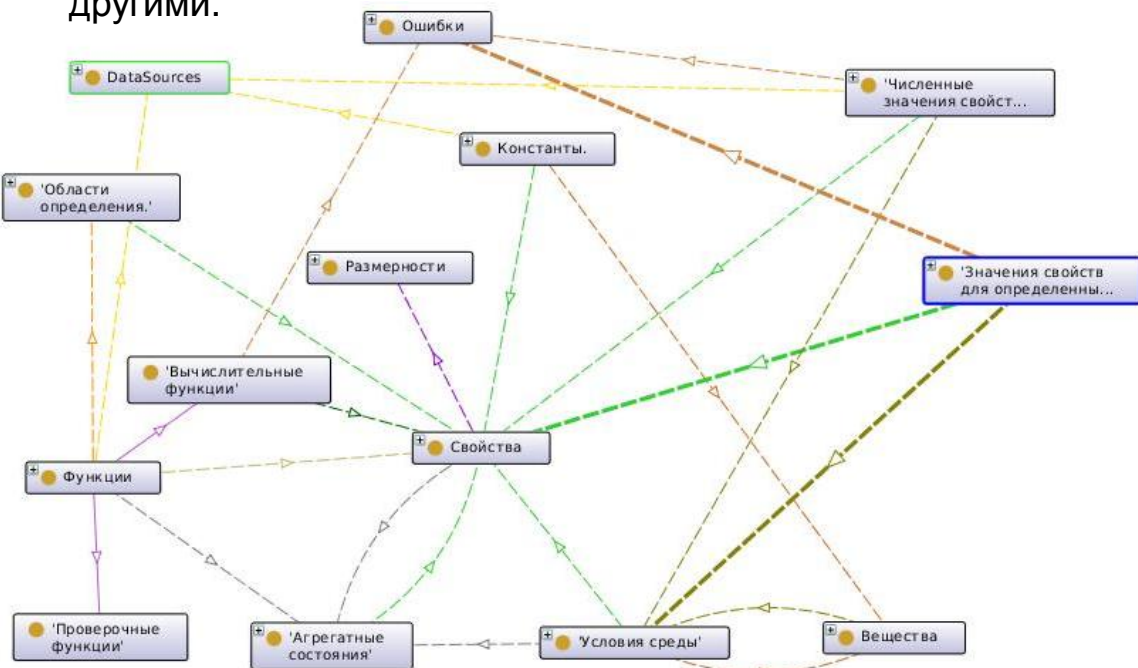 другими.
Ошибки
DataSources
'Численные
значения свойст...
Константы.
'Области
определения.'
Размерности
'Значения свойств
для определенны...
'Вычислительные
функции'
Свойства
Функции
'Проверочные
функции'
'Агрегатные
состояния'
'Условия среды'
Вещества